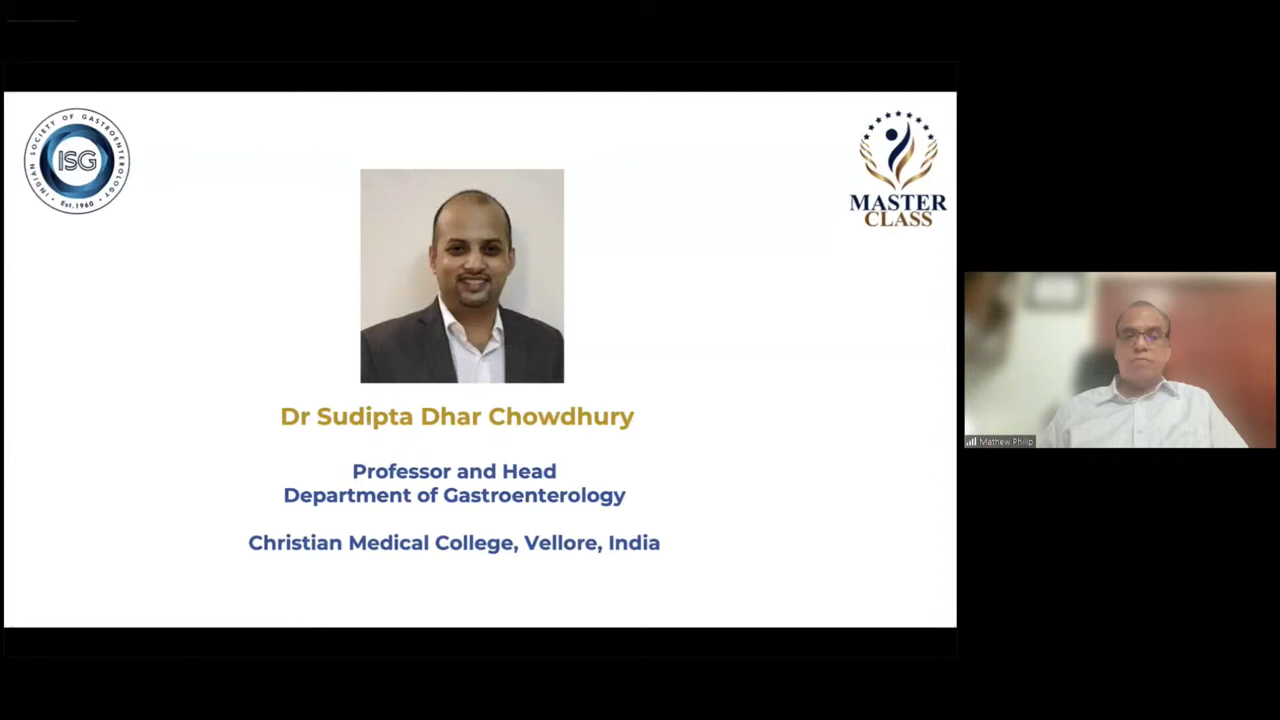 INDIAN SOCIETY OF GASTROENTEROLOGY
ISG
Est.1960
MASTER
CLASS
Dr Sudipta Dhar Chowdhury
Professor and Head
Department of Gastroenterology
Christian Medical College, Vellore, India
Mathew Philip